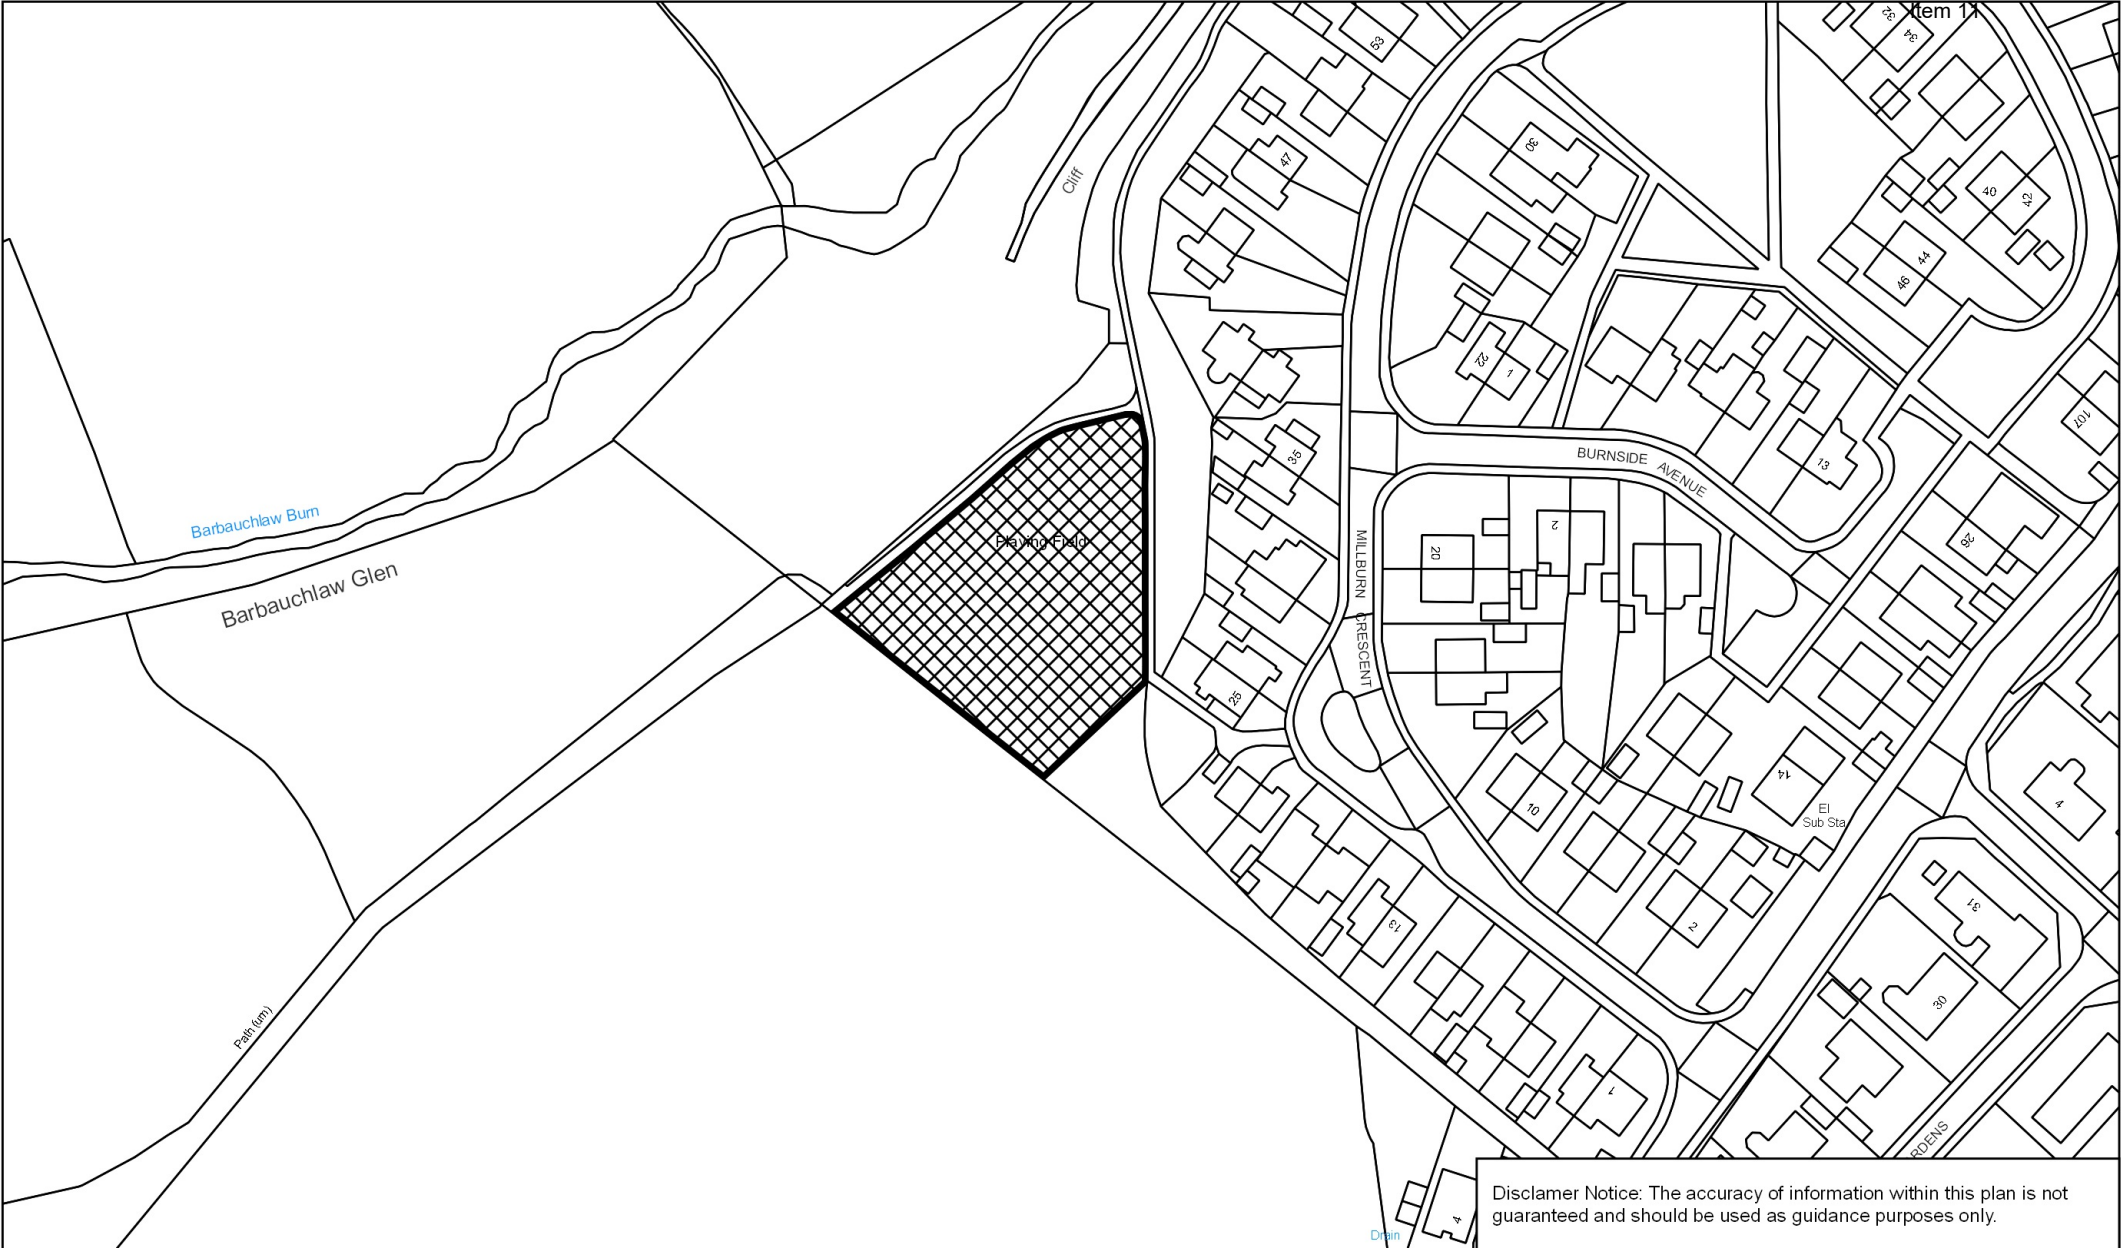 Item 11
32
34
53
Cliff
47
30
40
42
44
46
22
1
107
35
BURNSIDE AVENUE
13
Barbauchlaw Burn
Playing Field
MILLBURN CRESCENT
20
2
26
Barbauchlaw Glen
25
14
10
El
Sub Sta
4
31
13
2
30
Path (um)
1
RDENS
Disclamer Notice: The accuracy of information within this plan is not
guaranteed and should be used as guidance purposes only.
4
Drain